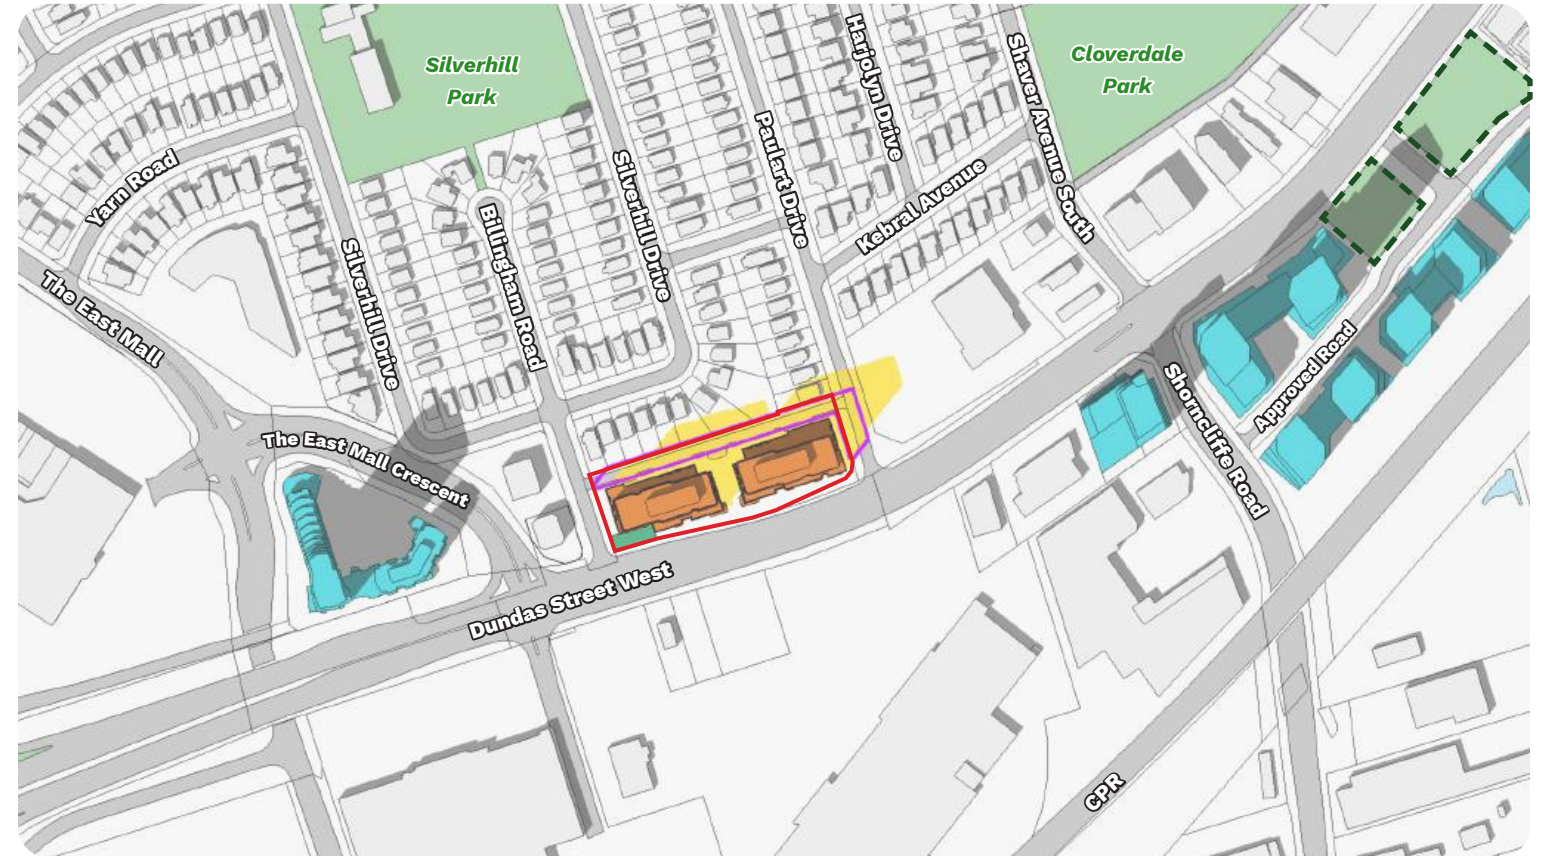 Silverhill
Park
Cloverdale
Park
Harjolyn Drive
Shaver Avenue South
Paulart Drive
Yarn Road
Silverhill Drive
Kebral Avenue
Billingham Road
Silverhill Drive
The East Mall
Approved Road
Shorncliffe Road
The East Mall Crescent
Dundas Street West
CPR